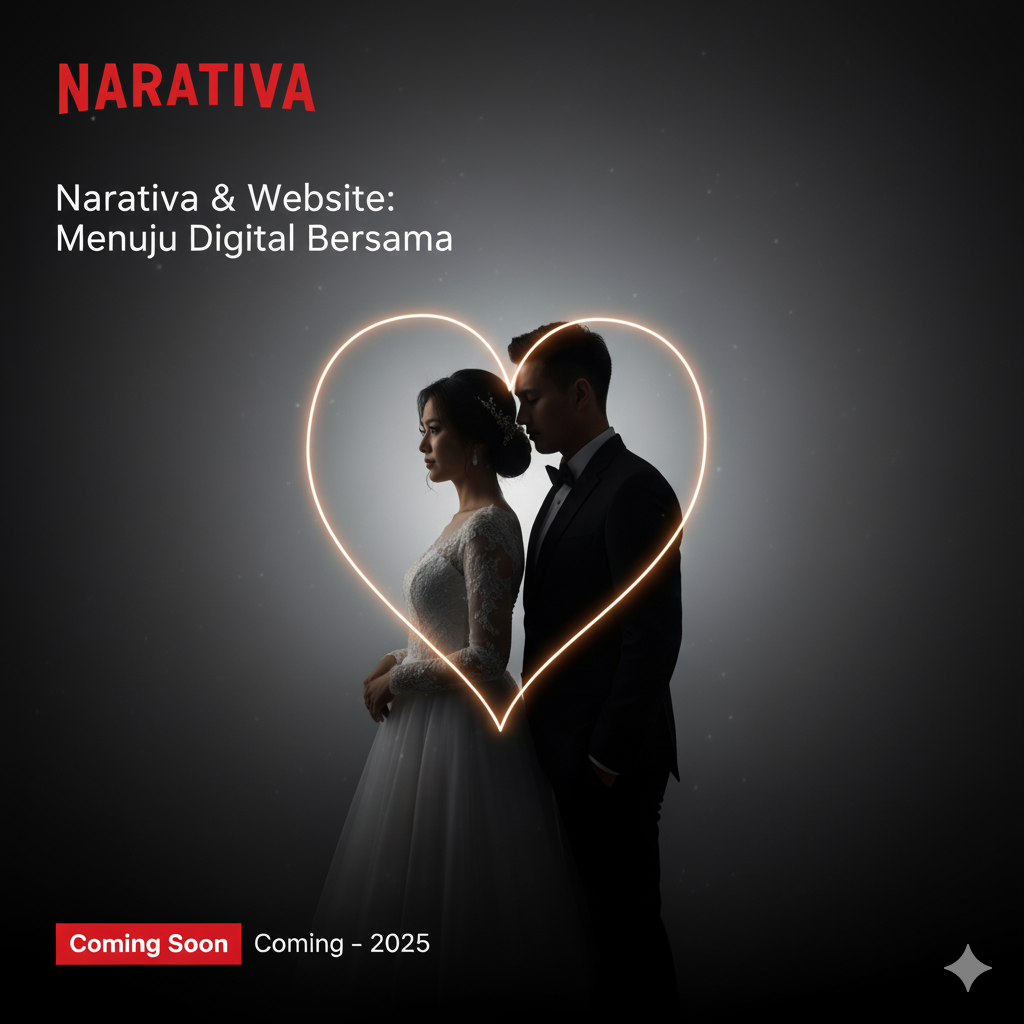 NARATIVA
Narativa & Website:
Menuju Digital Bersama
Coming Soon Coming - 2025